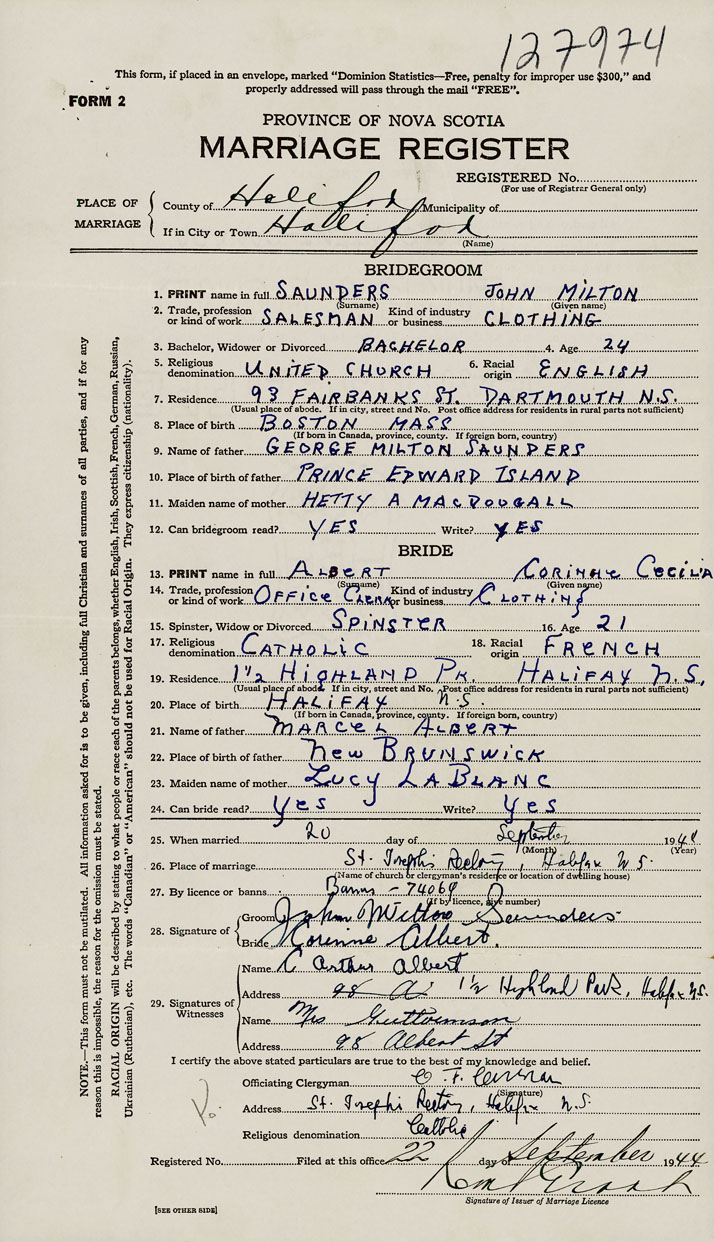 127974
This form, if placed in an envelope, marked "Dominion Statistics—Free, penalty for improper use $300," and
properly addressed will pass through the mail "FREE".
FORM 2
PROVINCE OF NOVA SCOTIA
MARRIAGE REGISTER
REGISTERED No.
(For use of Registrar General only)
PLACE OF MARRIAGE
County of Halifax Municipality of
If in City or Town Halifax
(Name)
BRIDEGROOM
1. PRINT name in full SAUNDERS JOHN MILTON
(Surname) (Given name)
2. Trade, profession or kind of work SALESMAN Kind of industry or business CLOTHING
3. Bachelor, Widower or Divorced BACHELOR 4. Age 24
5. Religious denomination UNITED CHURCH 6. Racial origin ENGLISH
7. Residence 93 FAIRBANKS ST. DARTMOUTH N.S.
(Usual place of abode. If in city, street and No. Post office address for residents in rural parts not sufficient)
8. Place of birth BOSTON MASS
(If born in Canada, province, county. If foreign born, country)
9. Name of father GEORGE MILTON SAUNDERS
10. Place of birth of father PRINCE EDWARD ISLAND
11. Maiden name of mother HETTY A MACDOUGALL
12. Can bridegroom read? YES Write? YES
BRIDE
13. PRINT name in full ALBERT CORINNE CECILIA
(Surname) (Given name)
14. Trade, profession or kind of work OFFICE CLERK Kind of industry or business CLOTHING
15. Spinster, Widow or Divorced SPINSTER 16. Age 21
17. Religious denomination CATHOLIC 18. Racial origin FRENCH
19. Residence 1½ HIGHLAND PK. HALIFAX N.S.,
(Usual place of abode. If in city, street and No. Post office address for residents in rural parts not sufficient)
20. Place of birth HALIFAX N.S.
(If born in Canada, province, county. If foreign born, country)
21. Name of father MARCEL ALBERT
22. Place of birth of father NEW BRUNSWICK
23. Maiden name of mother LUCY LABLANC
24. Can bride read? Yes Write? Yes
25. When married 20 day of September 1944
(Month) (Year)
26. Place of marriage St. Joseph's Rectory, Halifax N.S.
(Name of church or clergyman's residence or location of dwelling house)
27. By licence or banns Banns - 74069
(If by licence, give number)
28. Signature of
Groom John Milton Saunders
Bride Corinne Albert.
29. Signatures of Witnesses
Name C Arthur Albert
Address 98 A 1½ Highland Park, Halifax N.S.
Name Mrs
Address 98 Albert St
I certify the above stated particulars are true to the best of my knowledge and belief.
Officiating Clergyman
(Signature)
Address St. Joseph's Rectory, Halifax N.S.
Religious denomination Catholic
Registered No. Filed at this office 22 day of September 1944
Signature of Issuer of Marriage Licence
[SEE OTHER SIDE]
NOTE.—This form must not be mutilated. All information asked for is to be given, including full Christian and surnames of all parties, and if for any
reason this is impossible, the reason for the omission must be stated.
RACIAL ORIGIN will be described by stating to what people or race each of the parents belongs, whether English, Irish, Scottish, French, German, Russian,
Ukrainian (Ruthenian), etc. The words "Canadian" or "American" should not be used for Racial Origin. They express citizenship (nationality).